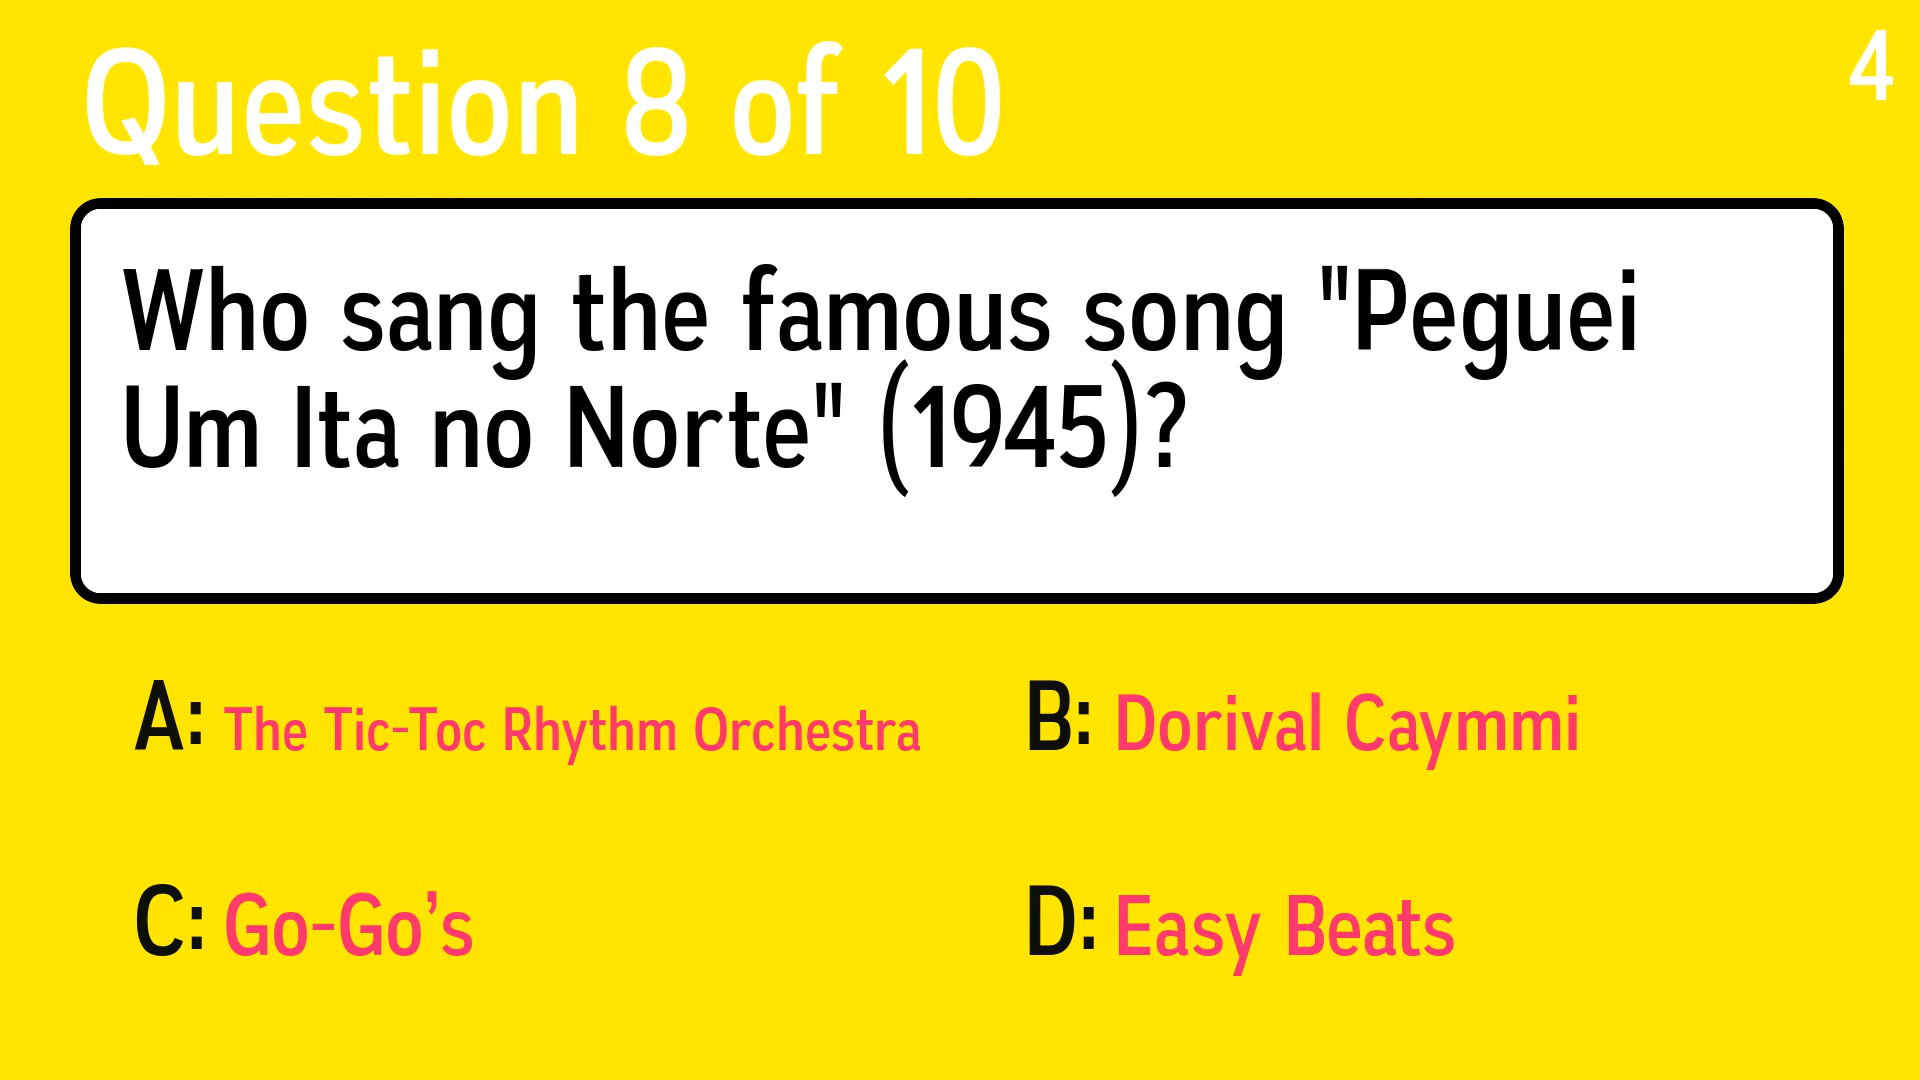 Question 8 of 10
4
Who sang the famous song "Peguei
Um Ita no Norte" (1945)?
A: The Tic-Toc Rhythm Orchestra
B: Dorival Caymmi
C: Go-Go’s
D: Easy Beats